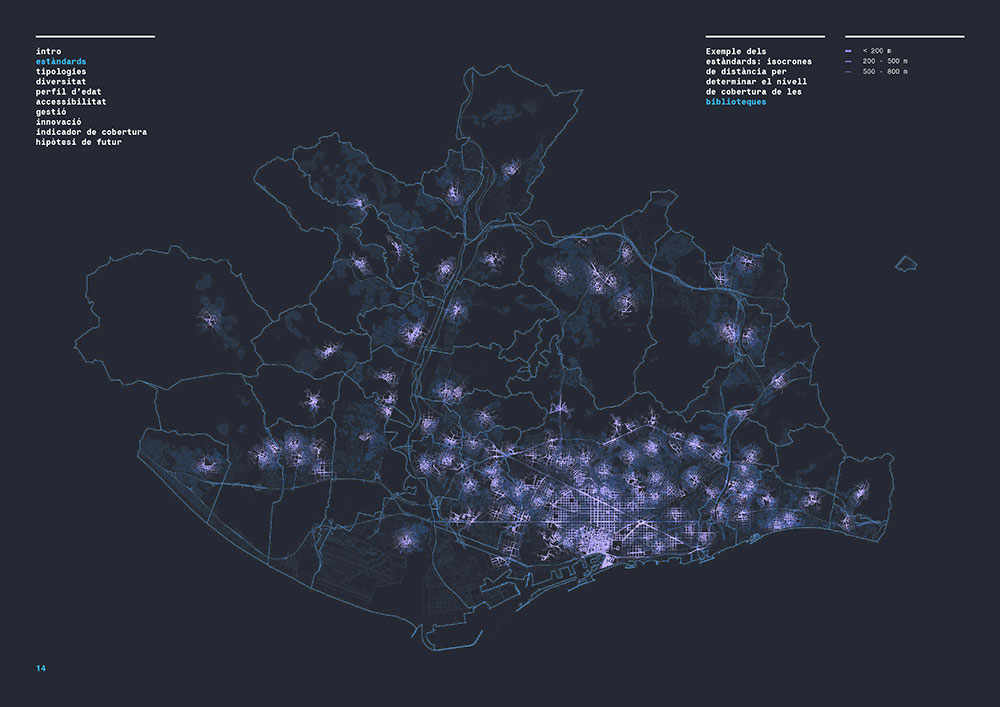 intro
estàndards
tipologies
diversitat
perfil d'edat
accessibilitat
gestió
innovació
indicador de cobertura
hipòtesi de futur
Exemple dels
estàndards: isocrones
de distància per
determinar el nivell
de cobertura de les
biblioteques
< 200 m
200 - 500 m
500 - 800 m
14